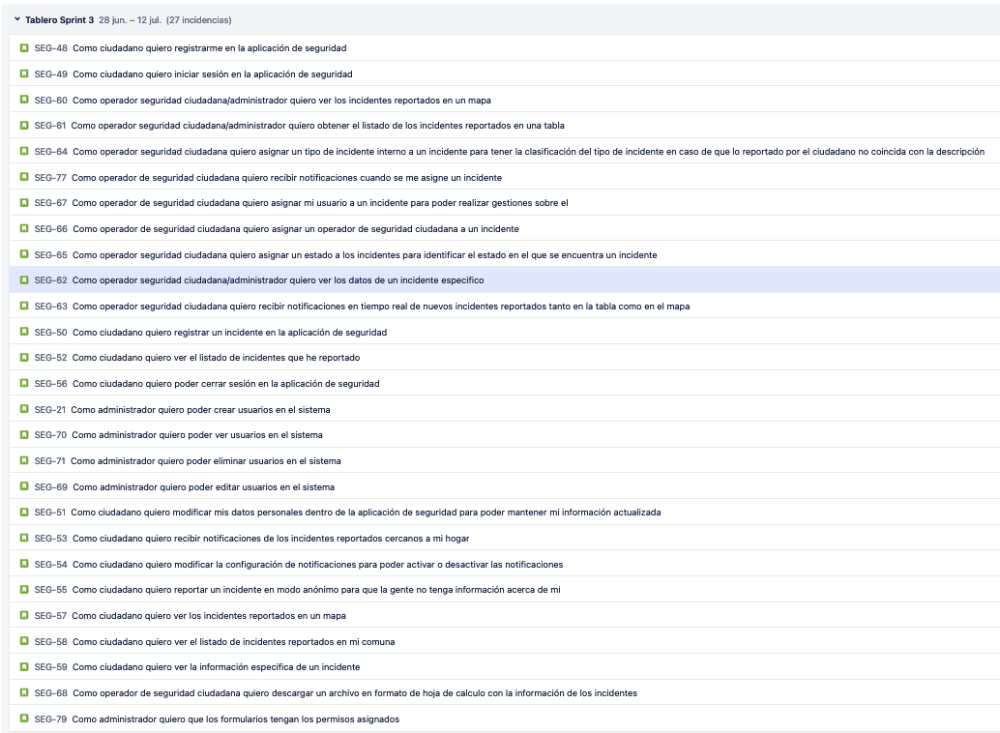 Tablero Sprint 3 28 jun. – 12 jul. (27 incidencias)
SEG-48 Como ciudadano quiero registrarme en la aplicación de seguridad
SEG-49 Como ciudadano quiero iniciar sesión en la aplicación de seguridad
SEG-60 Como operador seguridad ciudadana/administrador quiero ver los incidentes reportados en un mapa
SEG-61 Como operador seguridad ciudadana/administrador quiero obtener el listado de los incidentes reportados en una tabla
SEG-64 Como operador seguridad ciudadana quiero asignar un tipo de incidente interno a un incidente para tener la clasificación del tipo de incidente en caso de que lo reportado por el ciudadano no coincida con la descripción
SEG-77 Como operador de seguridad ciudadana quiero recibir notificaciones cuando se me asigne un incidente
SEG-67 Como operador de seguridad ciudadana quiero asignar mi usuario a un incidente para poder realizar gestiones sobre el
SEG-66 Como operador de seguridad ciudadana quiero asignar un operador de seguridad ciudadana a un incidente
SEG-65 Como operador seguridad ciudadana quiero asignar un estado a los incidentes para identificar el estado en el que se encuentra un incidente
SEG-62 Como operador seguridad ciudadana/administrador quiero ver los datos de un incidente especifico
SEG-63 Como operador seguridad ciudadana quiero recibir notificaciones en tiempo real de nuevos incidentes reportados tanto en la tabla como en el mapa
SEG-50 Como ciudadano quiero registrar un incidente en la aplicación de seguridad
SEG-52 Como ciudadano quiero ver el listado de incidentes que he reportado
SEG-56 Como ciudadano quiero poder cerrar sesión en la aplicación de seguridad
SEG-21 Como administrador quiero poder crear usuarios en el sistema
SEG-70 Como administrador quiero poder ver usuarios en el sistema
SEG-71 Como administrador quiero poder eliminar usuarios en el sistema
SEG-69 Como administrador quiero poder editar usuarios en el sistema
SEG-51 Como ciudadano quiero modificar mis datos personales dentro de la aplicación de seguridad para poder mantener mi información actualizada
SEG-53 Como ciudadano quiero recibir notificaciones de los incidentes reportados cercanos a mi hogar
SEG-54 Como ciudadano quiero modificar la configuración de notificaciones para poder activar o desactivar las notificaciones
SEG-55 Como ciudadano quiero reportar un incidente en modo anónimo para que la gente no tenga información acerca de mi
SEG-57 Como ciudadano quiero ver los incidentes reportados en un mapa
SEG-58 Como ciudadano quiero ver el listado de incidentes reportados en mi comuna
SEG-59 Como ciudadano quiero ver la información especifica de un incidente
SEG-68 Como operador de seguridad ciudadana quiero descargar un archivo en formato de hoja de calculo con la información de los incidentes
SEG-79 Como administrador quiero que los formularios tengan los permisos asignados